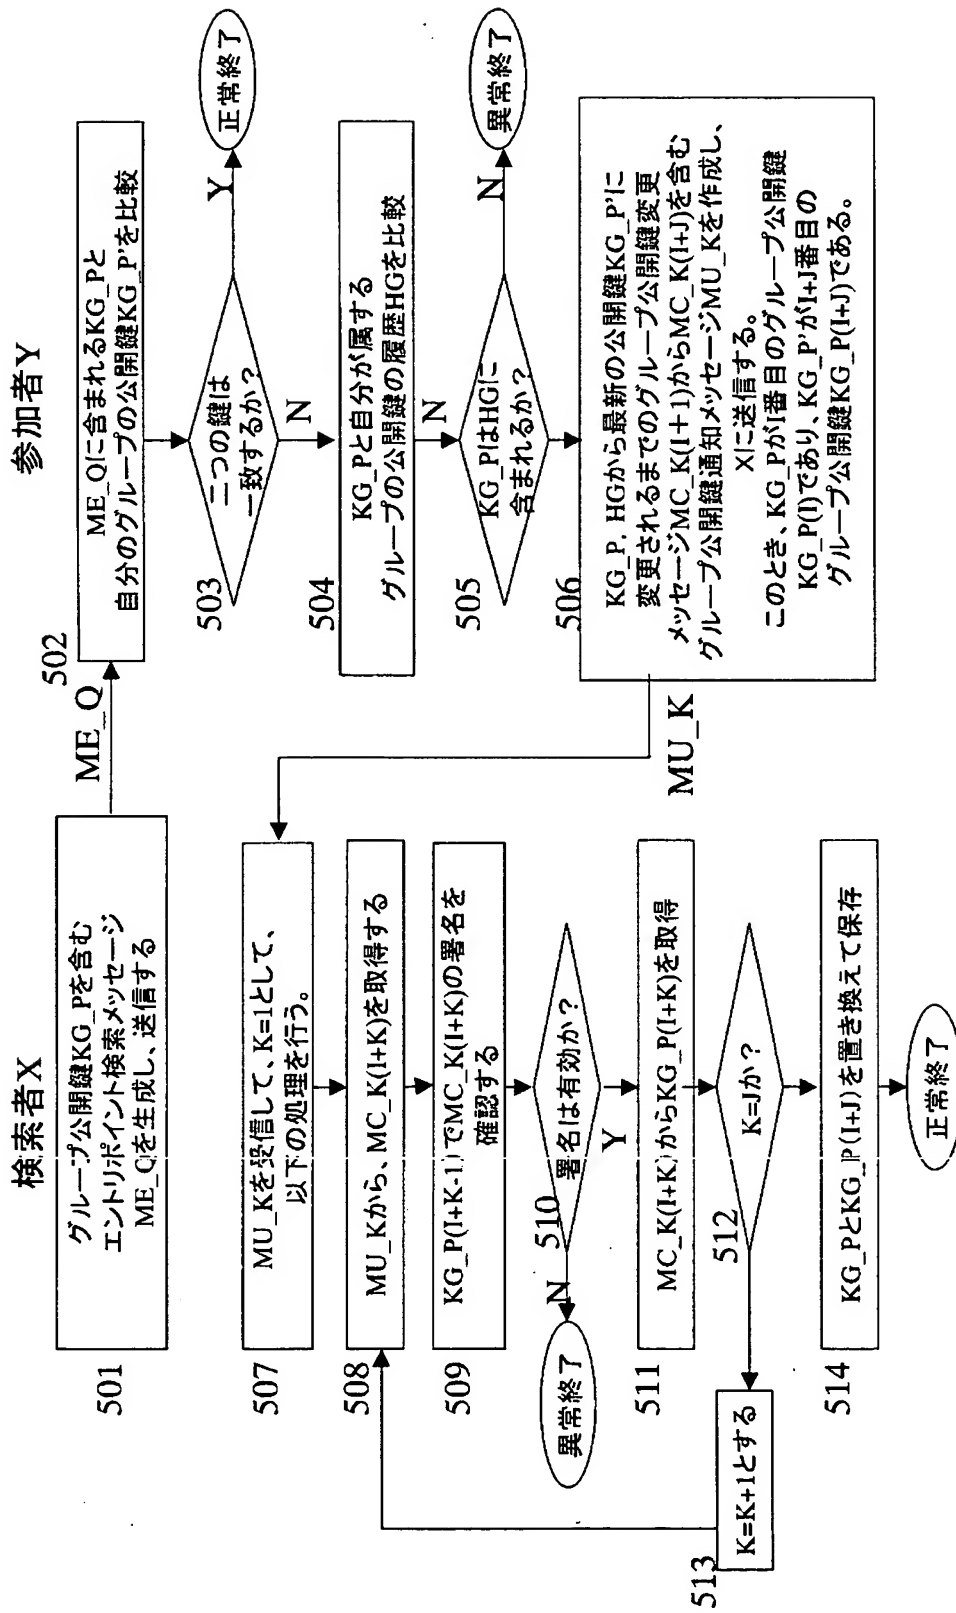 検索者X
501
グループ公開鍵KG_Pを含む
エントリポイント検索メッセージ
ME_Qを生成し、送信する
ME_Q
507
MU_Kを受信して、K=1として、
以下の処理を行う。
508
MU_Kから、MC_K(I+K)を取得する
509
KG_P(I+K-1)でMC_K(I+K)の署名を
確認する
510
署名は有効か?
N
異常終了
Y
511
MC_K(I+K)からKG_P(I+K)を取得
512
K=Jか?
513
K=K+1とする
514
KG_PとKG_P(I+J)を置き換えて保存
正常終了
参加者Y
502
ME_Qに含まれるKG_Pと
自分のグループの公開鍵KG_P'を比較
503
二つの鍵は
一致するか?
Y
正常終了
N
504
KG_Pと自分が属する
グループの公開鍵の履歴HGを比較
N
505
KG_PはHGに
含まれるか?
N
異常終了
506
KG_P, HGから最新の公開鍵KG_P'に
変更されるまでのグループ公開鍵変更
メッセージMC_K(I+1)からMC_K(I+J)を含む
グループ公開鍵通知メッセージMU_Kを作成し、
Xに送信する。
このとき、KG_PがI番目のグループ公開鍵
KG_P(I)であり、KG_P'がI+J番目の
グループ公開鍵KG_P(I+J)である。
MU_K